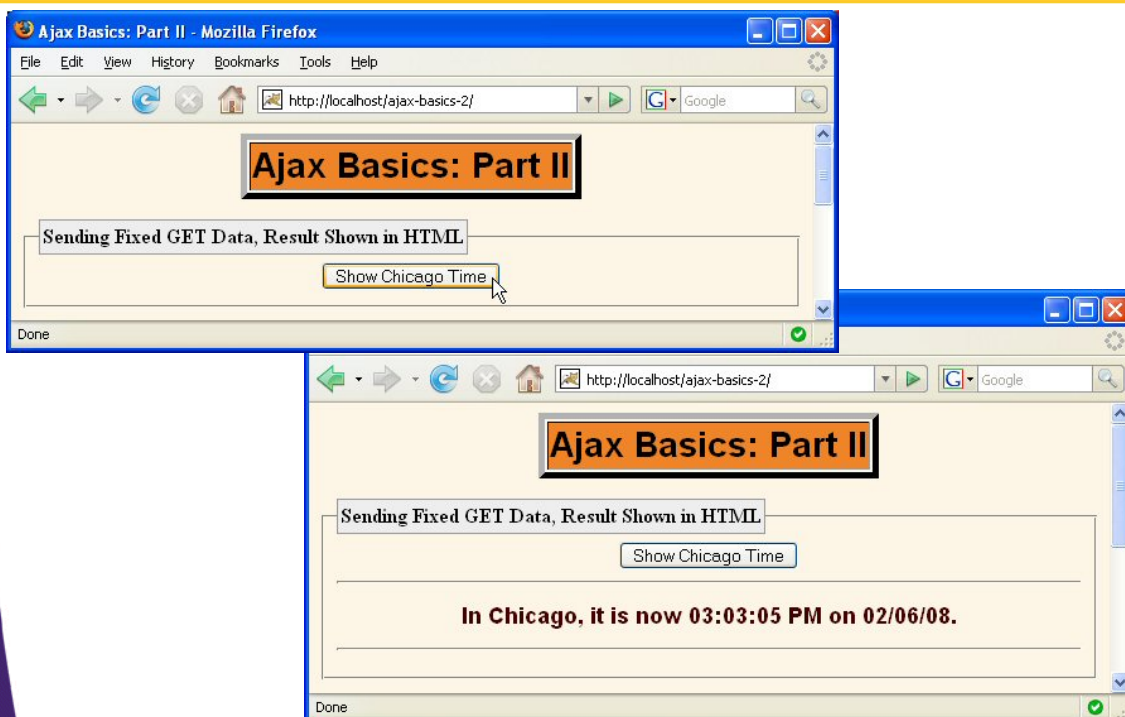 Ajax Basics: Part II - Mozilla Firefox
File Edit View History Bookmarks Tools Help
http://localhost/ajax-basics-2/ G Google
Ajax Basics: Part II
Sending Fixed GET Data, Result Shown in HTML
Show Chicago Time
Done
http://localhost/ajax-basics-2/ G Google
Ajax Basics: Part II
Sending Fixed GET Data, Result Shown in HTML
Show Chicago Time
In Chicago, it is now 03:03:05 PM on 02/06/08.
Done